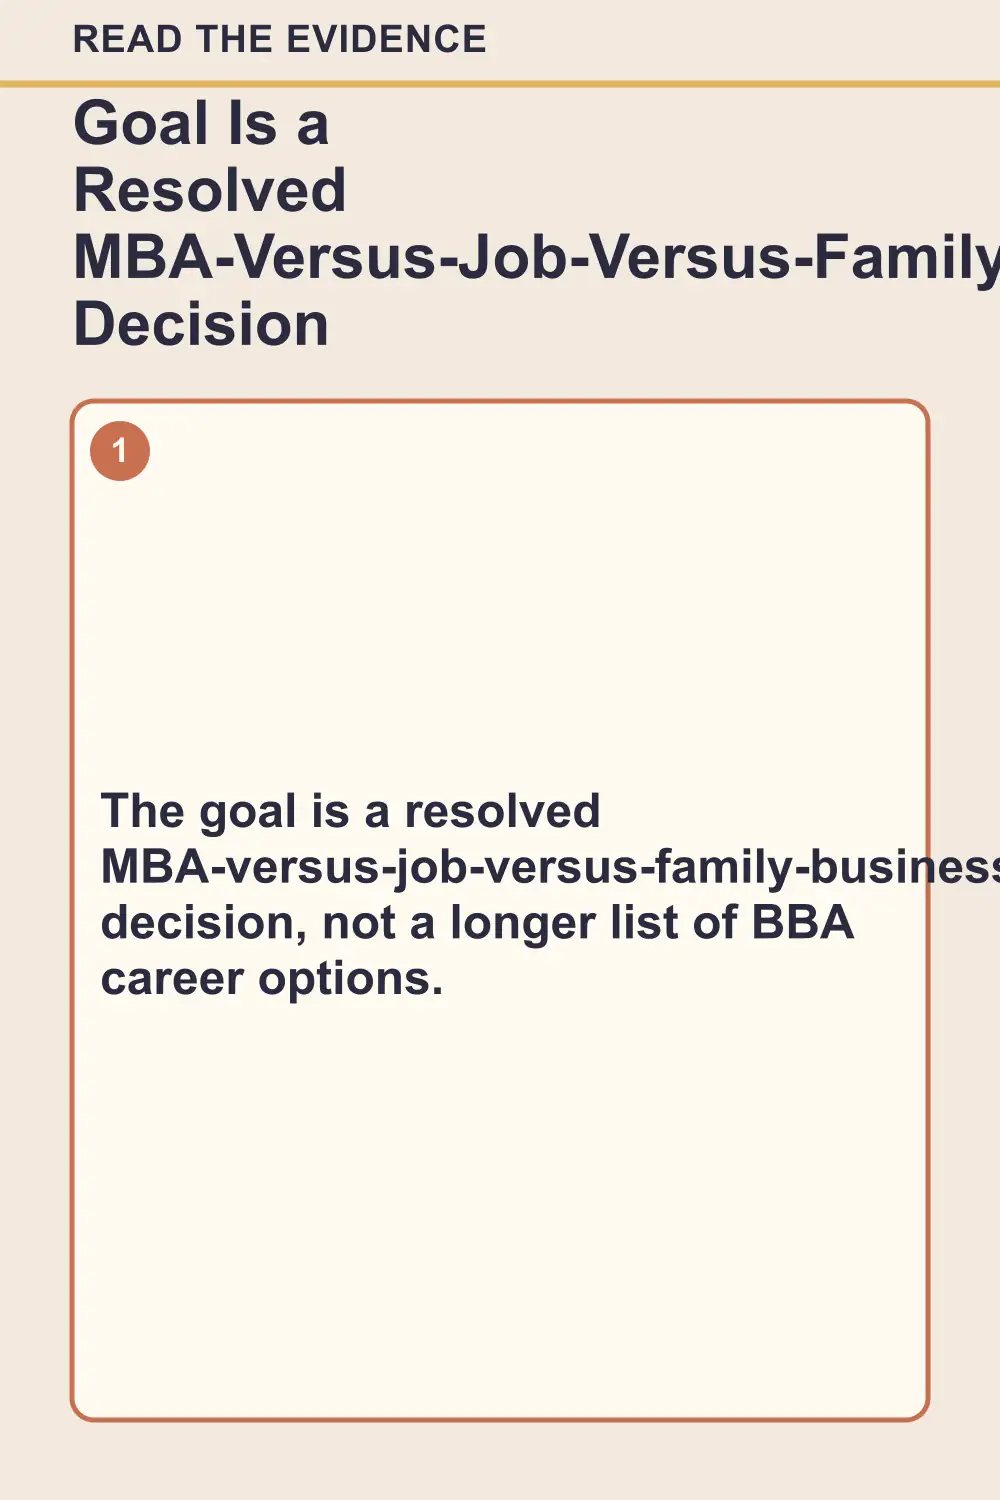 READ THE EVIDENCE
Goal Is a
Resolved
MBA-Versus-Job-Versus-Family
Decision
1
The goal is a resolved
MBA-versus-job-versus-family-business
decision, not a longer list of BBA
career options.